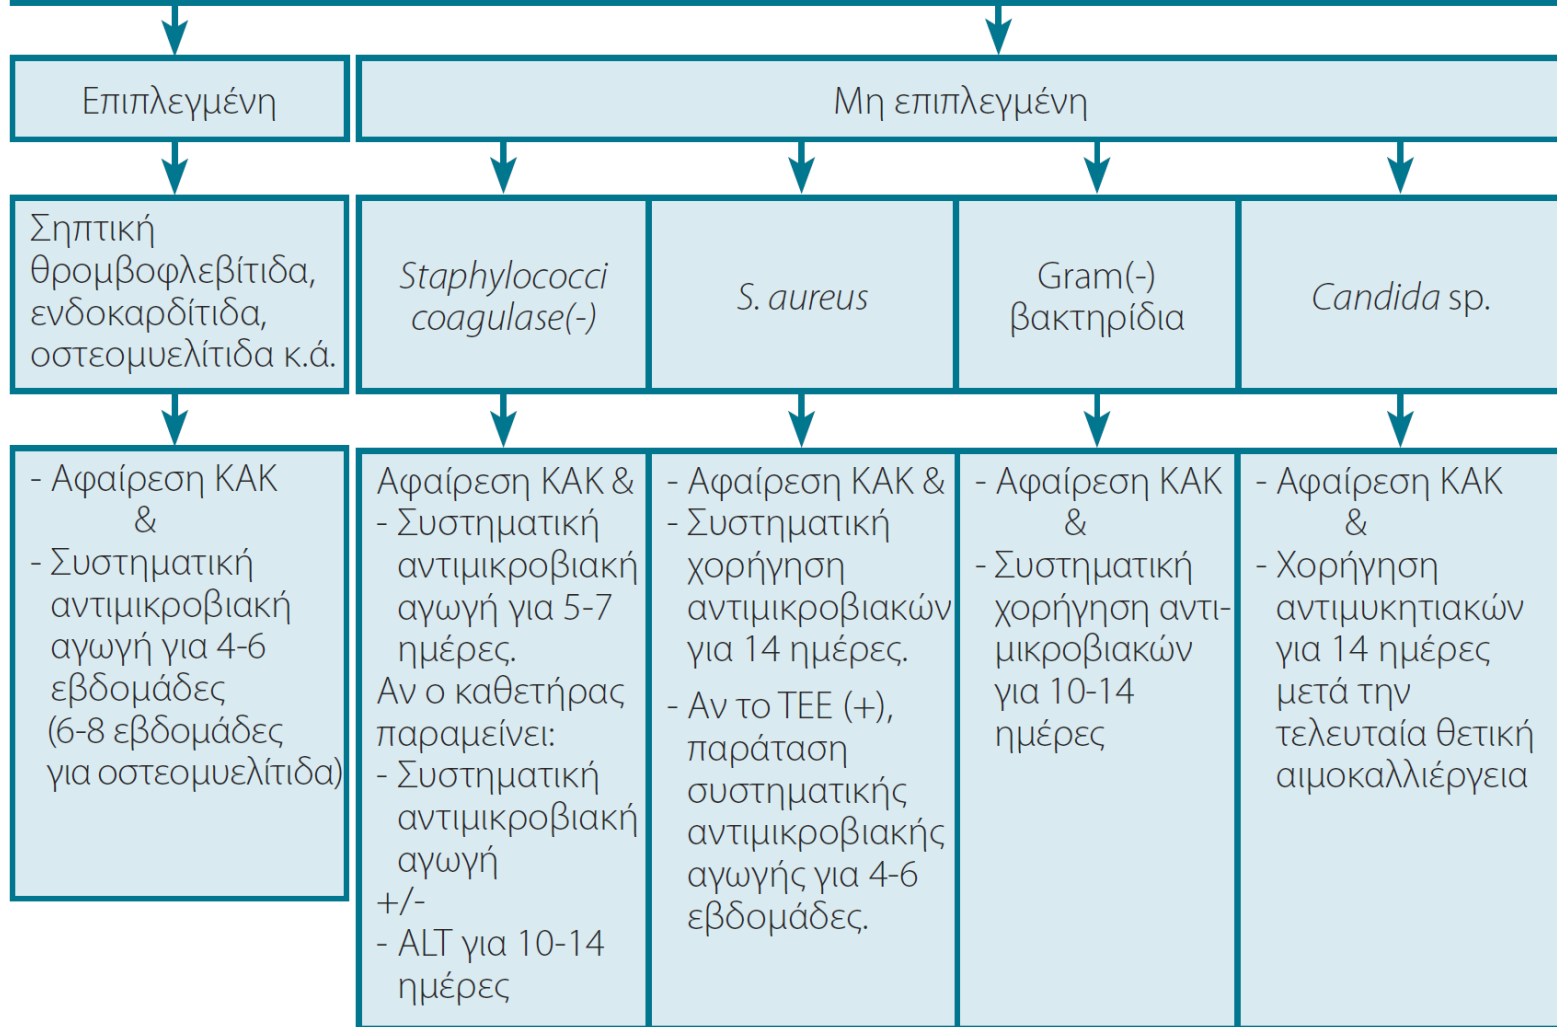 Επιπλεγμένη
Μη επιπλεγμένη
Σηπτική
θρομβοφλεβίτιδα,
ενδοκαρδίτιδα,
οστεομυελίτιδα κ.ά.
Staphylococci
coagulase(-)
S. aureus
Gram(-)
βακτηρίδια
Candida sp.
- Αφαίρεση ΚΑΚ
&
- Συστηματική
αντιμικροβιακή
αγωγή για 4-6
εβδομάδες
(6-8 εβδομάδες
για οστεομυελίτιδα)
Αφαίρεση ΚΑΚ &
- Συστηματική
αντιμικροβιακή
αγωγή για 5-7
ημέρες.
Αν ο καθετήρας
παραμείνει:
- Συστηματική
αντιμικροβιακή
αγωγή
+/-
- ALT για 10-14
ημέρες
- Αφαίρεση ΚΑΚ &
- Συστηματική
χορήγηση
αντιμικροβιακών
για 14 ημέρες.
- Αν το ΤΕΕ (+),
παράταση
συστηματικής
αντιμικροβιακής
αγωγής για 4-6
εβδομάδες.
- Αφαίρεση ΚΑΚ
&
- Συστηματική
χορήγηση αντι-
μικροβιακών
για 10-14
ημέρες
- Αφαίρεση ΚΑΚ
&
- Χορήγηση
αντιμυκητιακών
για 14 ημέρες
μετά την
τελευταία θετική
αιμοκαλλιέργεια